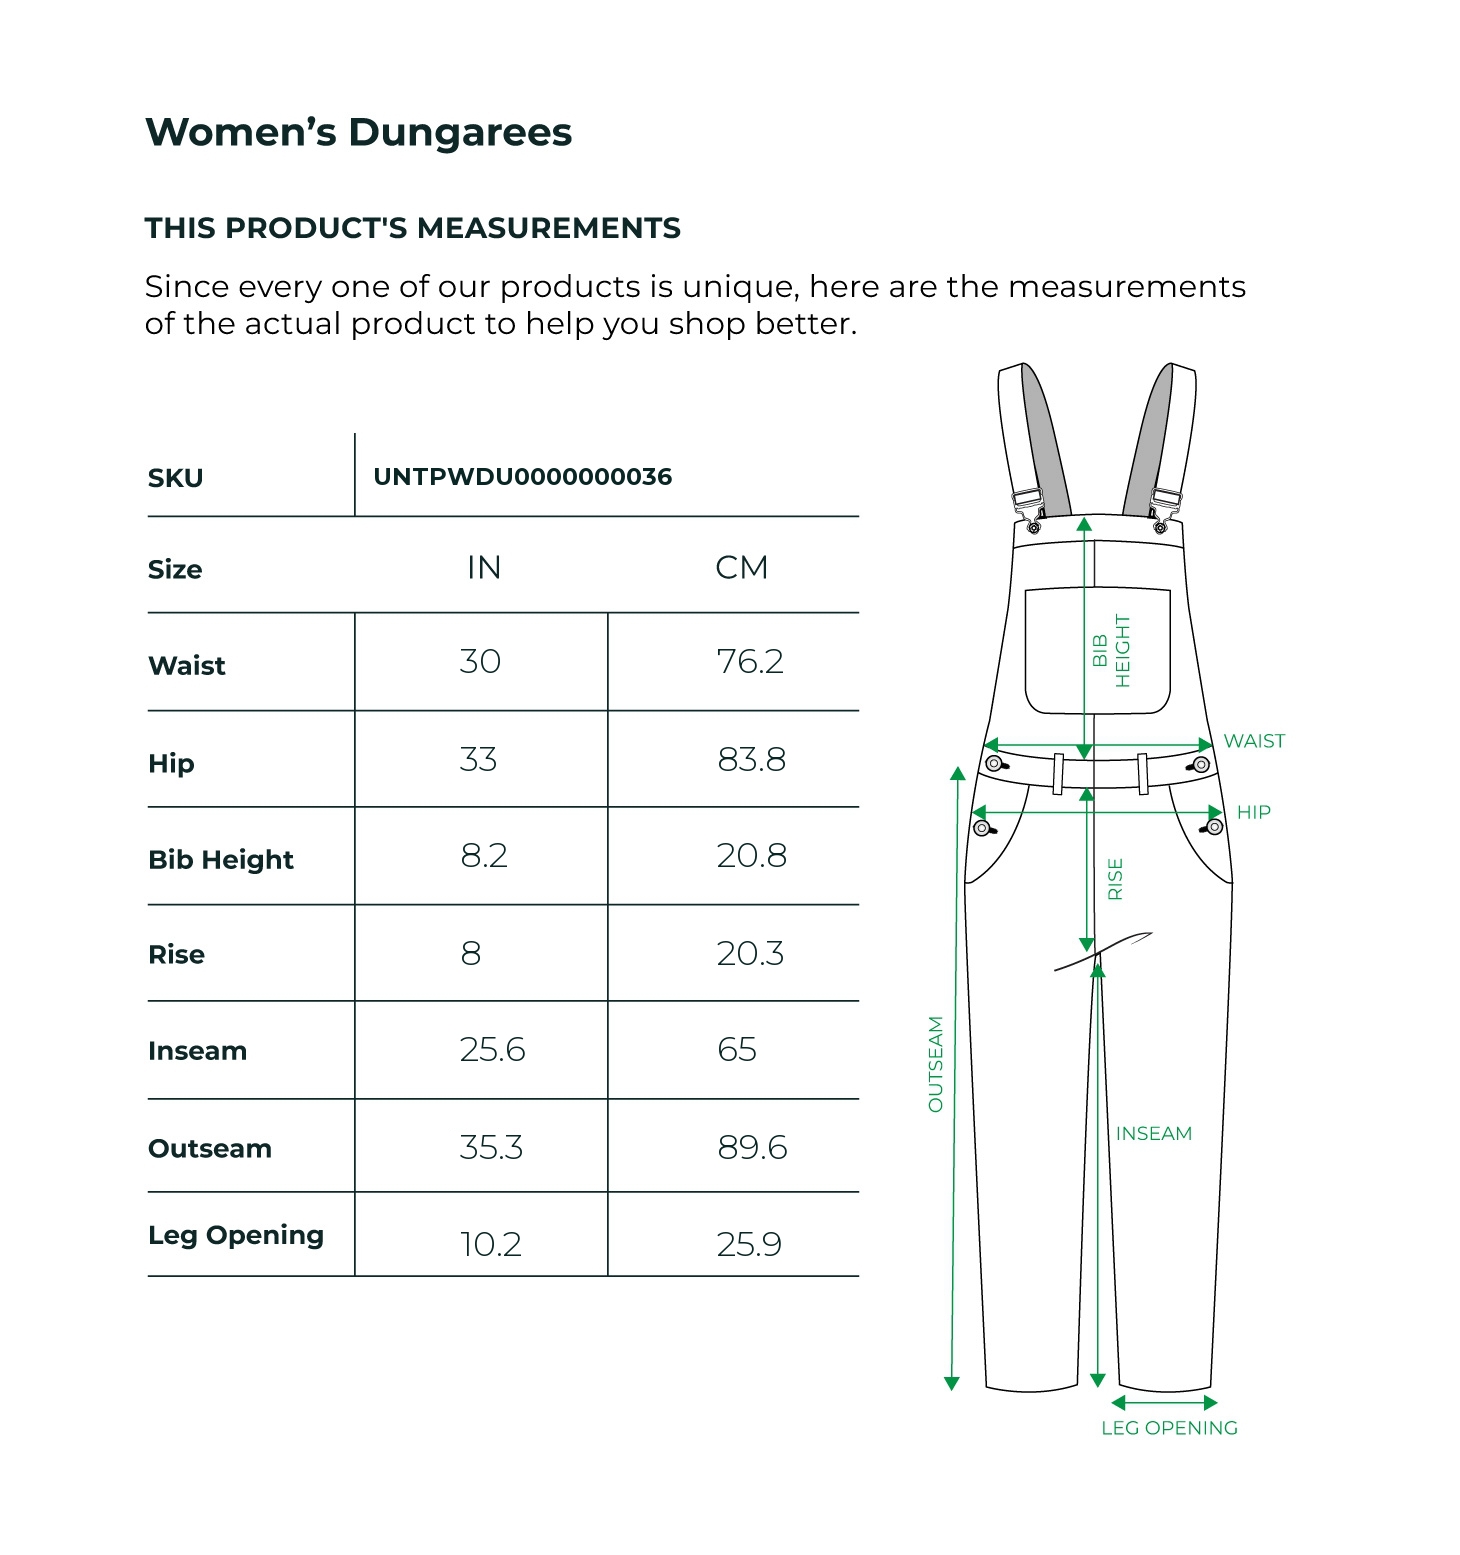 Women’s Dungarees
THIS PRODUCT'S MEASUREMENTS
Since every one of our products is unique, here are the measurements
of the actual product to help you shop better.
SKU UNTPWDU0000000036
Size IN CM
Waist 30 76.2
Hip 33 83.8
Bib Height 8.2 20.8
Rise 8 20.3
Inseam 25.6 65
Outseam 35.3 89.6
Leg Opening 10.2 25.9
BIB
HEIGHT
WAIST
HIP
RISE
OUTSEAM
INSEAM
LEG OPENING